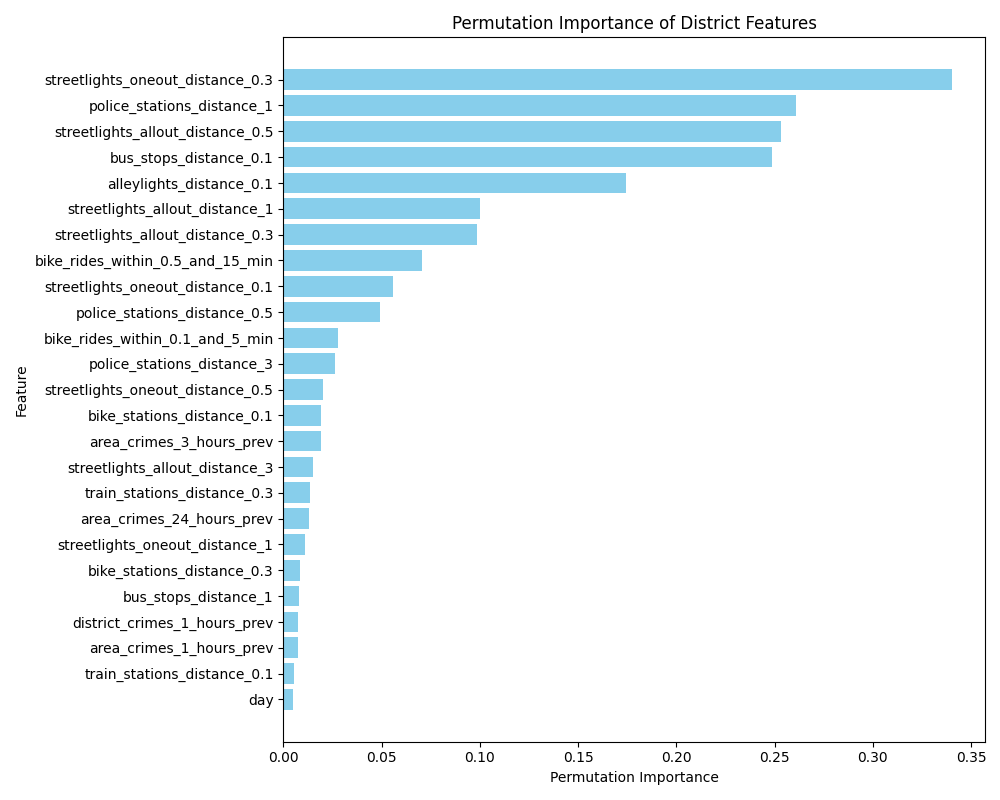 Permutation Importance of District Features
streetlights_oneout_distance_0.3
police_stations_distance_1
streetlights_allout_distance_0.5
bus_stops_distance_0.1
alleylights_distance_0.1
streetlights_allout_distance_1
streetlights_allout_distance_0.3
bike_rides_within_0.5_and_15_min
streetlights_oneout_distance_0.1
police_stations_distance_0.5
bike_rides_within_0.1_and_5_min
police_stations_distance_3
streetlights_oneout_distance_0.5
bike_stations_distance_0.1
area_crimes_3_hours_prev
streetlights_allout_distance_3
train_stations_distance_0.3
area_crimes_24_hours_prev
streetlights_oneout_distance_1
bike_stations_distance_0.3
bus_stops_distance_1
district_crimes_1_hours_prev
area_crimes_1_hours_prev
train_stations_distance_0.1
day
Feature
0.00 0.05 0.10 0.15 0.20 0.25 0.30 0.35
Permutation Importance